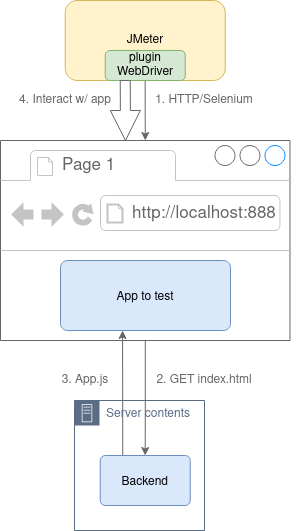 JMeter
plugin
WebDriver
4. Interact w/ app
1. HTTP/Selenium
Page 1
http://localhost:888
App to test
3. App.js
2. GET index.html
Server contents
Backend